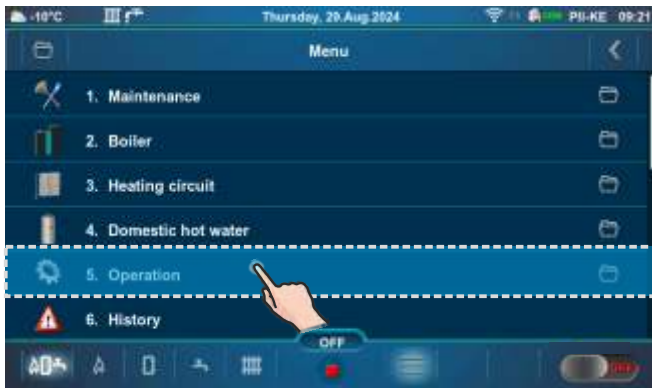 -10°C Thursday, 29.Aug 2024 PII-KE 09:21
Menu
1. Maintenance
2. Boiler
3. Heating circuit
4. Domestic hot water
5. Operation
6. History
OFF